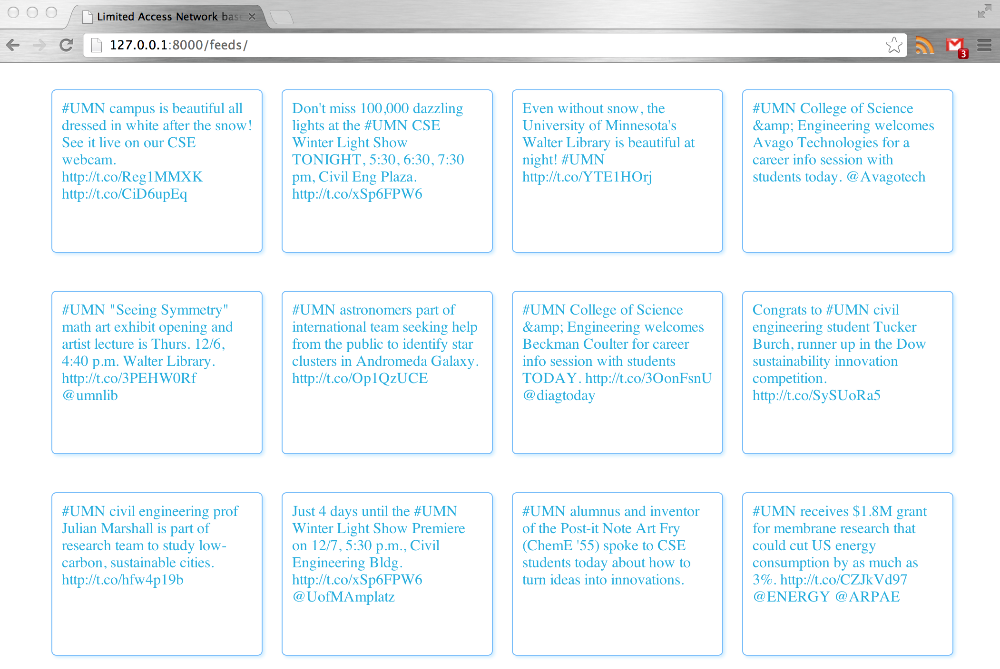 Limited Access Network bas
127.0.0.1:8000/feeds/
3
#UMN campus is beautiful all
dressed in white after the snow!
See it live on our CSE
webcam.
http://t.co/Reg1MMXK
http://t.co/CiD6upEq
Don't miss 100,000 dazzling
lights at the #UMN CSE
Winter Light Show
TONIGHT, 5:30, 6:30, 7:30
pm, Civil Eng Plaza.
http://t.co/xSp6FPW6
Even without snow, the
University of Minnesota's
Walter Library is beautiful at
night! #UMN
http://t.co/YTE1HOrj
#UMN College of Science
&amp; Engineering welcomes
Avago Technologies for a
career info session with
students today. @Avagotech
#UMN "Seeing Symmetry"
math art exhibit opening and
artist lecture is Thurs. 12/6,
4:40 p.m. Walter Library.
http://t.co/3PEHW0Rf
@umnlib
#UMN astronomers part of
international team seeking help
from the public to identify star
clusters in Andromeda Galaxy.
http://t.co/Op1QzUCE
#UMN College of Science
&amp; Engineering welcomes
Beckman Coulter for career
info session with students
TODAY. http://t.co/3OonFsnU
@diagtoday
Congrats to #UMN civil
engineering student Tucker
Burch, runner up in the Dow
sustainability innovation
competition.
http://t.co/SySUoRa5
#UMN civil engineering prof
Julian Marshall is part of
research team to study low-
carbon, sustainable cities.
http://t.co/hfw4p19b
Just 4 days until the #UMN
Winter Light Show Premiere
on 12/7, 5:30 p.m., Civil
Engineering Bldg.
http://t.co/xSp6FPW6
@UofMAmplatz
#UMN alumnus and inventor
of the Post-it Note Art Fry
(ChemE '55) spoke to CSE
students today about how to
turn ideas into innovations.
#UMN receives $1.8M grant
for membrane research that
could cut US energy
consumption by as much as
3%. http://t.co/CZJkVd97
@ENERGY @ARPAE